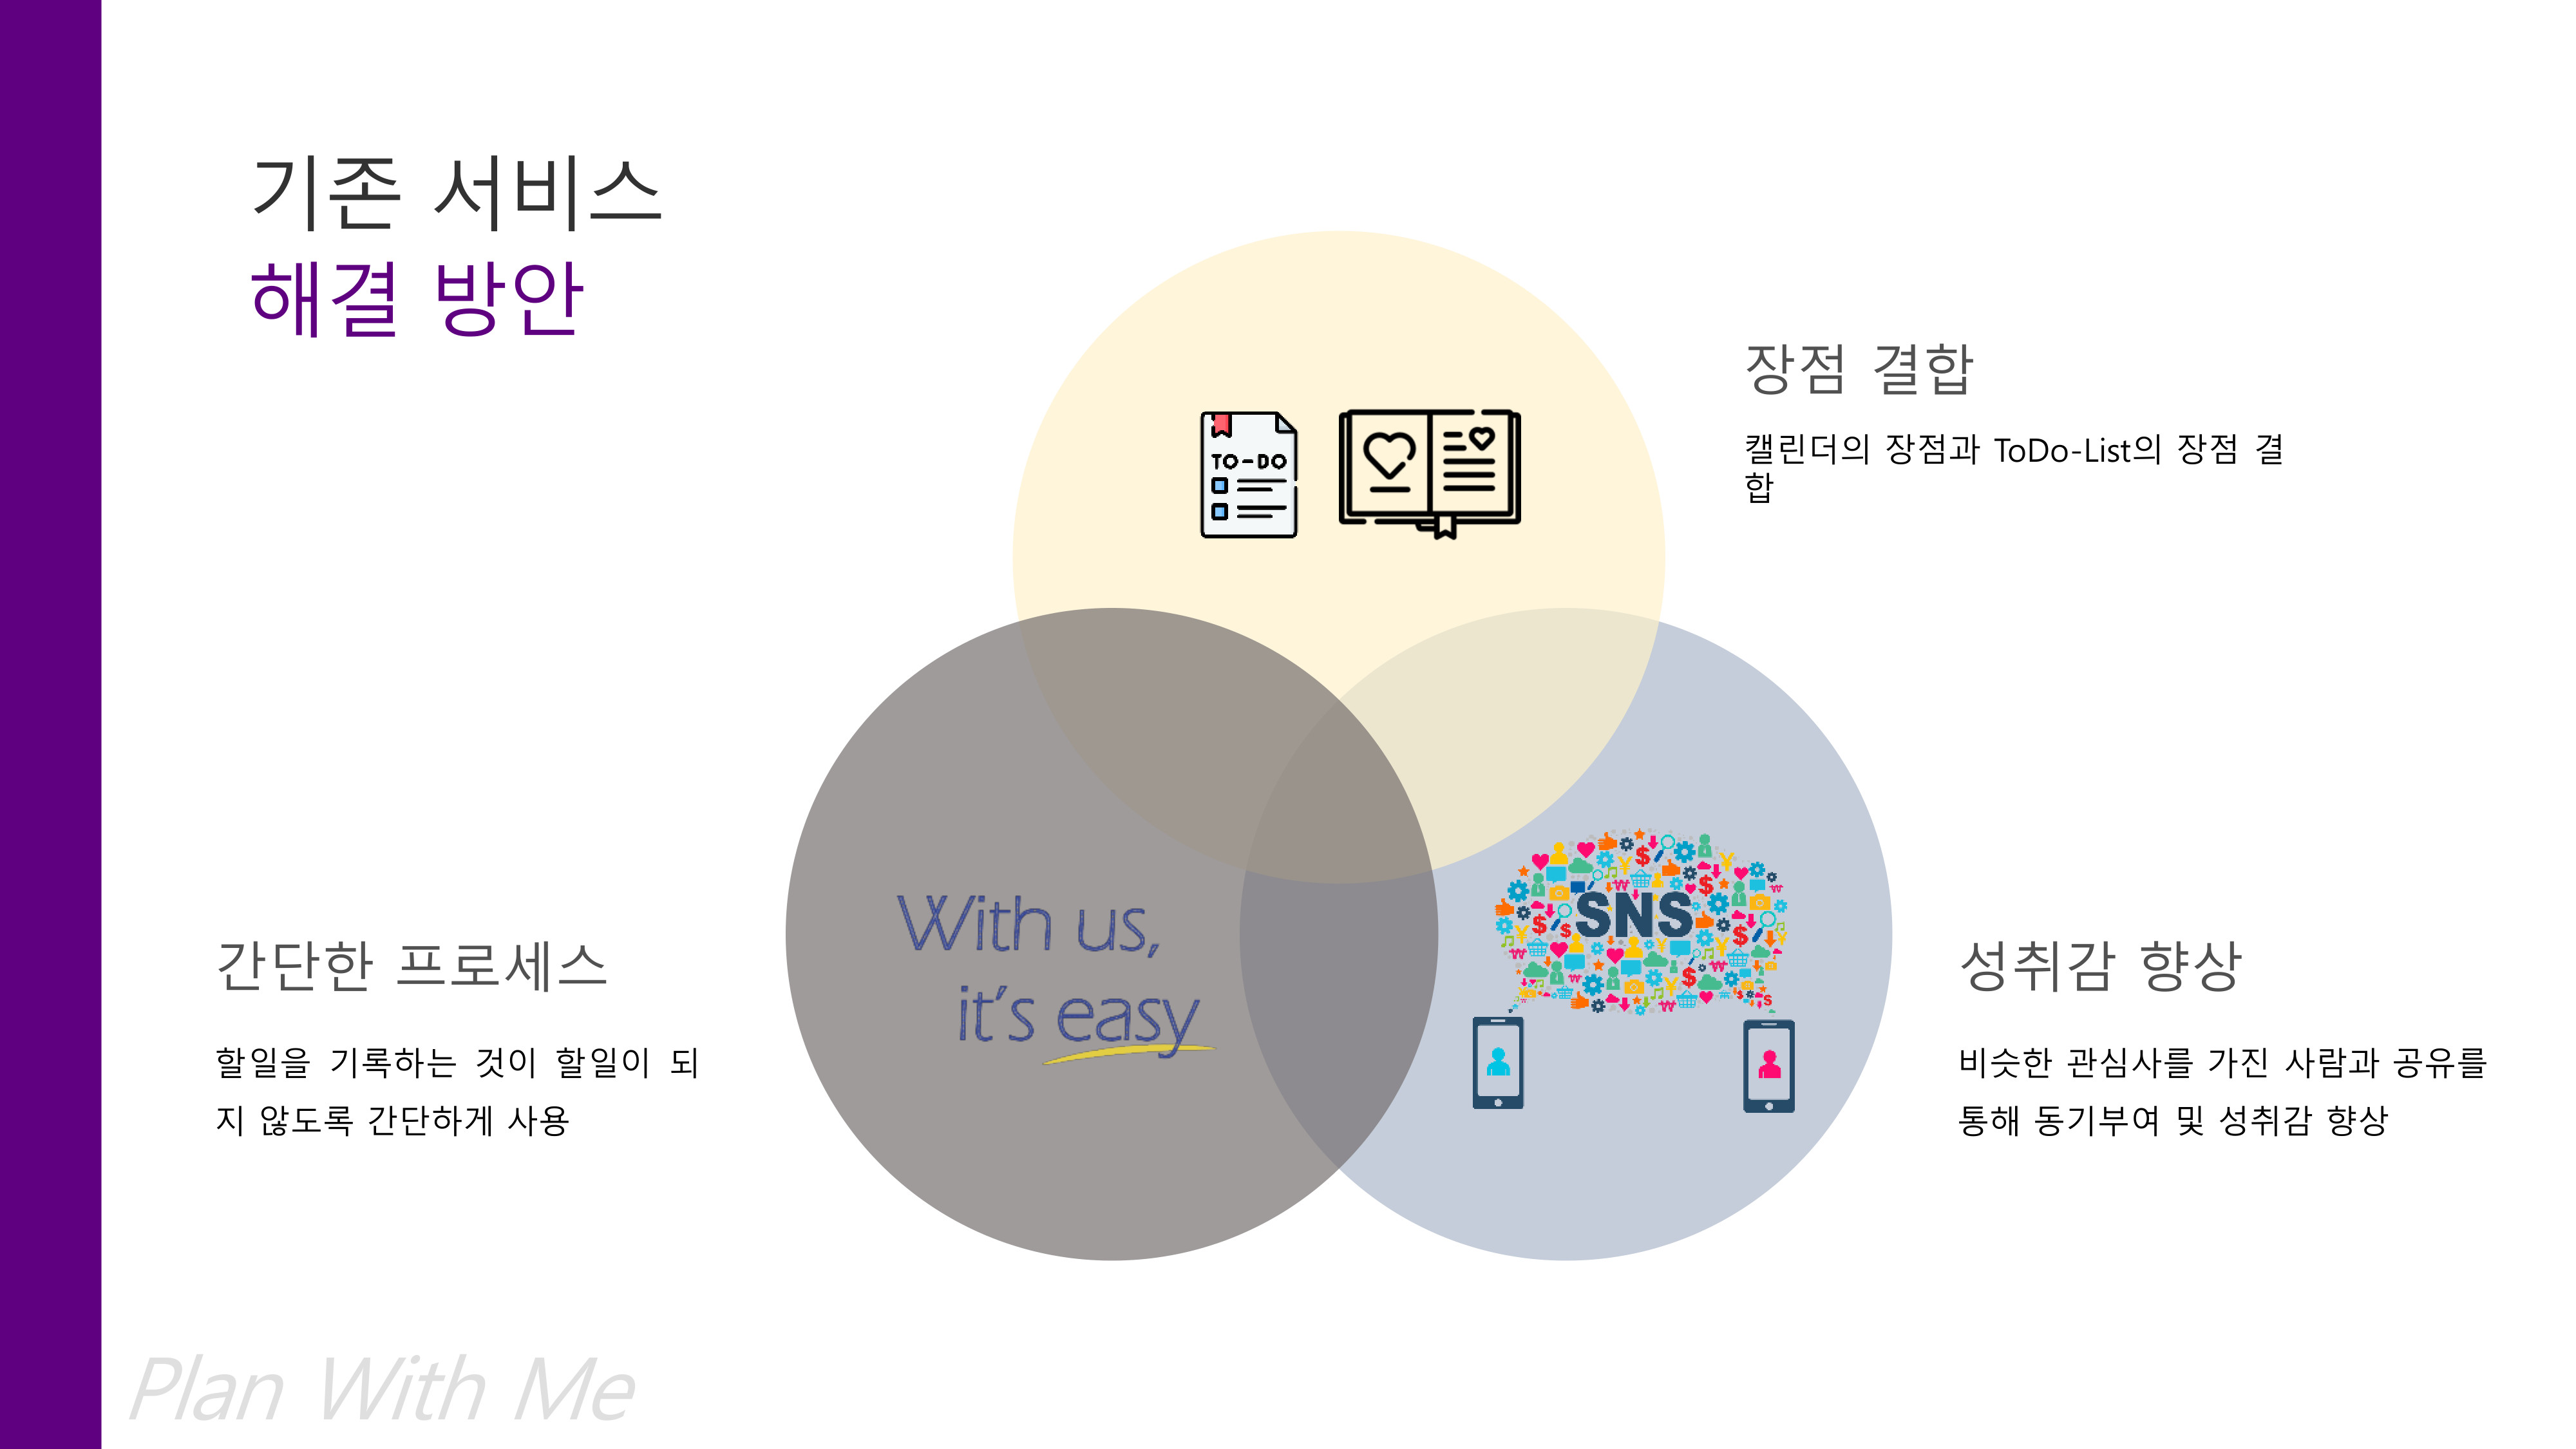 기존 서비스
해결 방안
장점 결합
캘린더의 장점과 ToDo-List의 장점 결
합
TO-DO
간단한 프로세스
할일을 기록하는 것이 할일이 되
지 않도록 간단하게 사용
With us,
it's easy
SNS
성취감 향상
비슷한 관심사를 가진 사람과 공유를
통해 동기부여 및 성취감 향상
Plan With Me